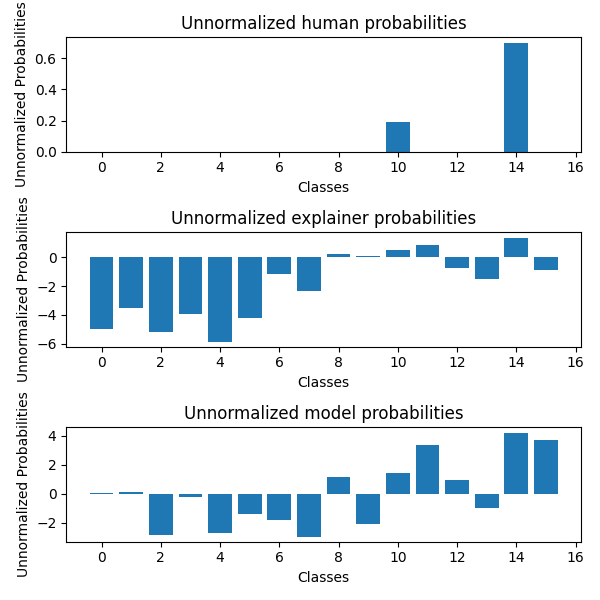 Unnormalized human probabilities
Unnormalized Probabilities
0.6
0.4
0.2
0.0
0 2 4 6 8 10 12 14 16
Classes
Unnormalized explainer probabilities
Unnormalized Probabilities
0
−2
−4
−6
0 2 4 6 8 10 12 14 16
Classes
Unnormalized model probabilities
Unnormalized Probabilities
4
2
0
−2
0 2 4 6 8 10 12 14 16
Classes